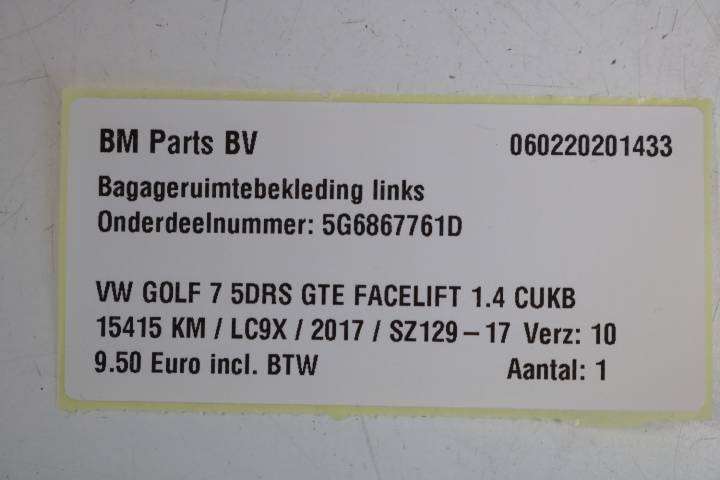 BM Parts BV 060220201433
Bagageruimtebekleding links
Onderdeelnummer: 5G6867761D
VW GOLF 7 5DRS GTE FACELIFT 1.4 CUKB
15415 KM / LC9X / 2017 / SZ129-17 Verz: 10
9.50 Euro incl. BTW Aantal: 1